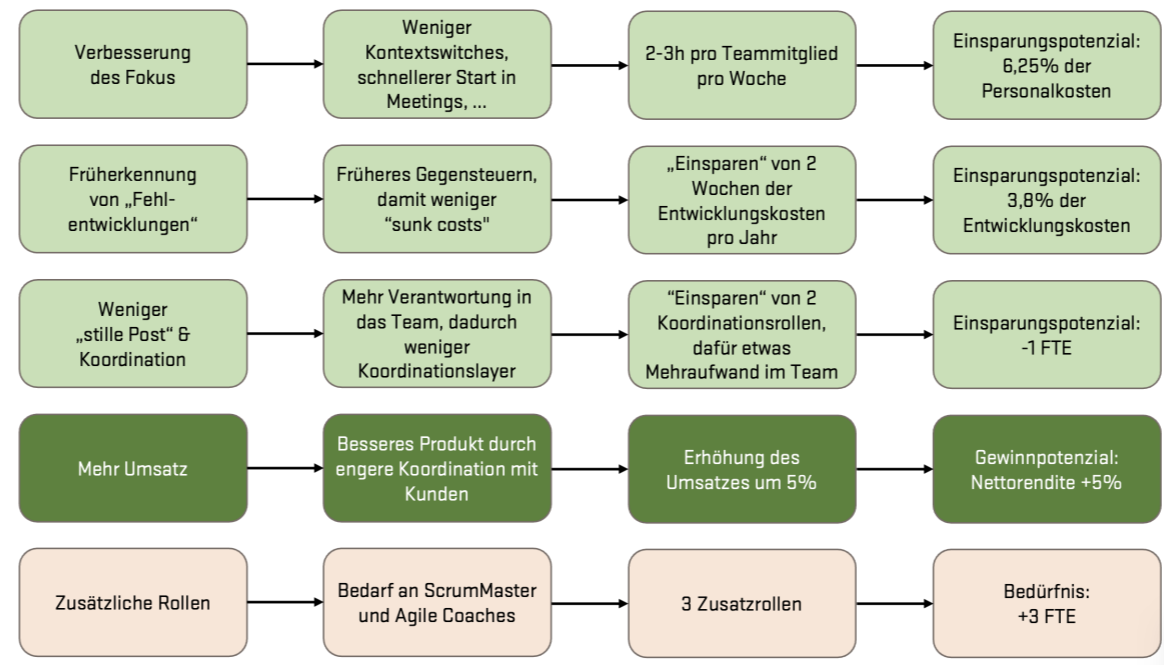 Verbesserung
des Fokus
Weniger
Kontextswitches,
schnellerer Start in
Meetings, ...
2-3h pro Teammitglied
pro Woche
Einsparungspotenzial:
6,25% der
Personalkosten
Früherkennung
von „Fehl-
entwicklungen“
Früheres Gegensteuern,
damit weniger
“sunk costs"
„Einsparen“ von 2
Wochen der
Entwicklungskosten
pro Jahr
Einsparungspotenzial:
3,8% der
Entwicklungskosten
Weniger
„stille Post“ &
Koordination
Mehr Verantwortung in
das Team, dadurch
weniger
Koordinationslayer
“Einsparen“ von 2
Koordinationsrollen,
dafür etwas
Mehraufwand im Team
Einsparungspotenzial:
-1 FTE
Mehr Umsatz
Besseres Produkt durch
engere Koordination mit
Kunden
Erhöhung des
Umsatzes um 5%
Gewinnpotenzial:
Nettorendite +5%
Zusätzliche Rollen
Bedarf an ScrumMaster
und Agile Coaches
3 Zusatzrollen
Bedürfnis:
+3 FTE